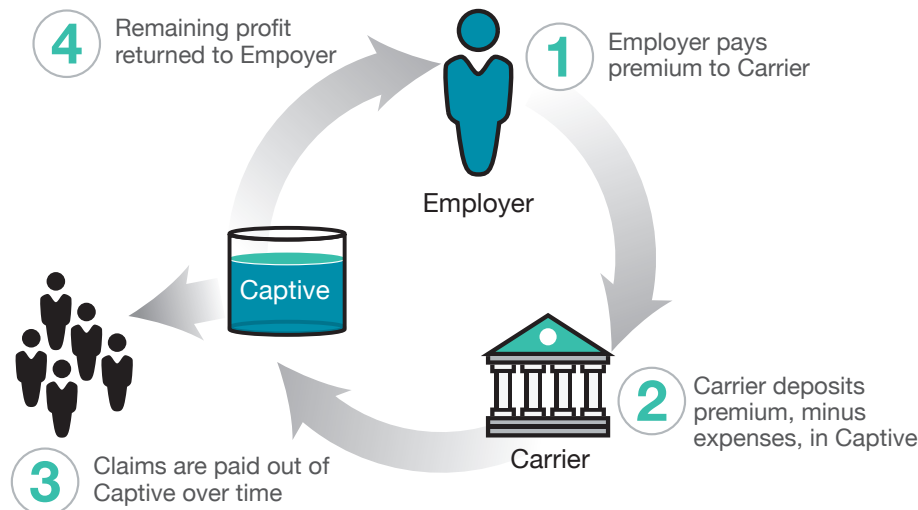 4
Remaining profit
returned to Empoyer
1
Employer pays
premium to Carrier
Employer
Captive
2
Carrier deposits
premium, minus
expenses, in Captive
Carrier
3
Claims are paid out of
Captive over time